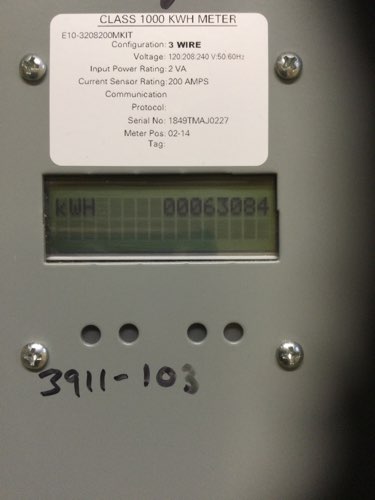 CLASS 1000 KWH METER
E10-3208200MKIT
Configuration: 3 WIRE
Voltage: 120:208:240 V:50:60Hz
Input Power Rating: 2 VA
Current Sensor Rating: 200 AMPS
Communication
Protocol:
Serial No: 1849TMAJ0227
Meter Pos: 02-14
Tag:
kWH 00063084
3911-103